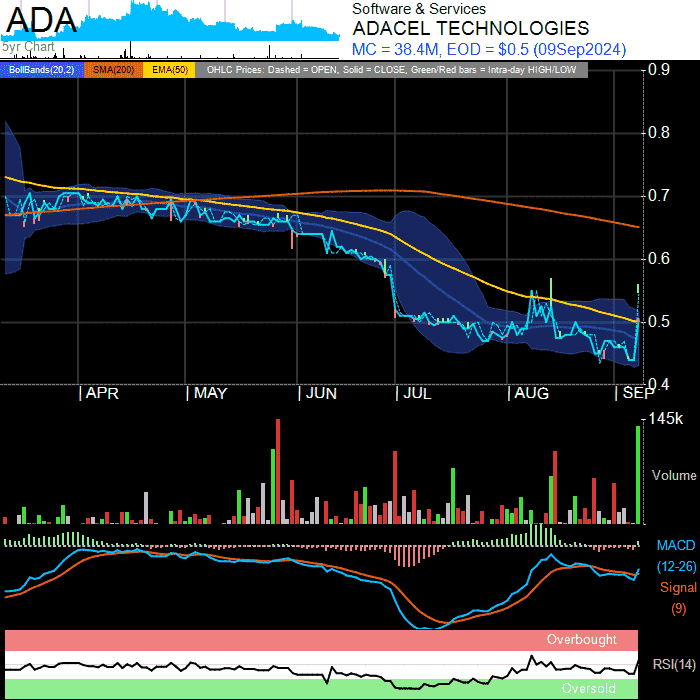 ADA
5yr Chart
Software & Services
ADACEL TECHNOLOGIES
MC = 38.4M, EOD = $0.5 (09Sep2024)
BollBands(20,2) SMA(200) EMA(50) OHLC Prices: Dashed = OPEN, Solid = CLOSE, Green/Red bars = Intra-day HIGH/LOW
0.9
0.8
0.7
0.6
0.5
0.4
APR MAY JUN JUL AUG SEP
145k
Volume
MACD
(12-26)
Signal
(9)
Overbought
RSI(14)
Oversold